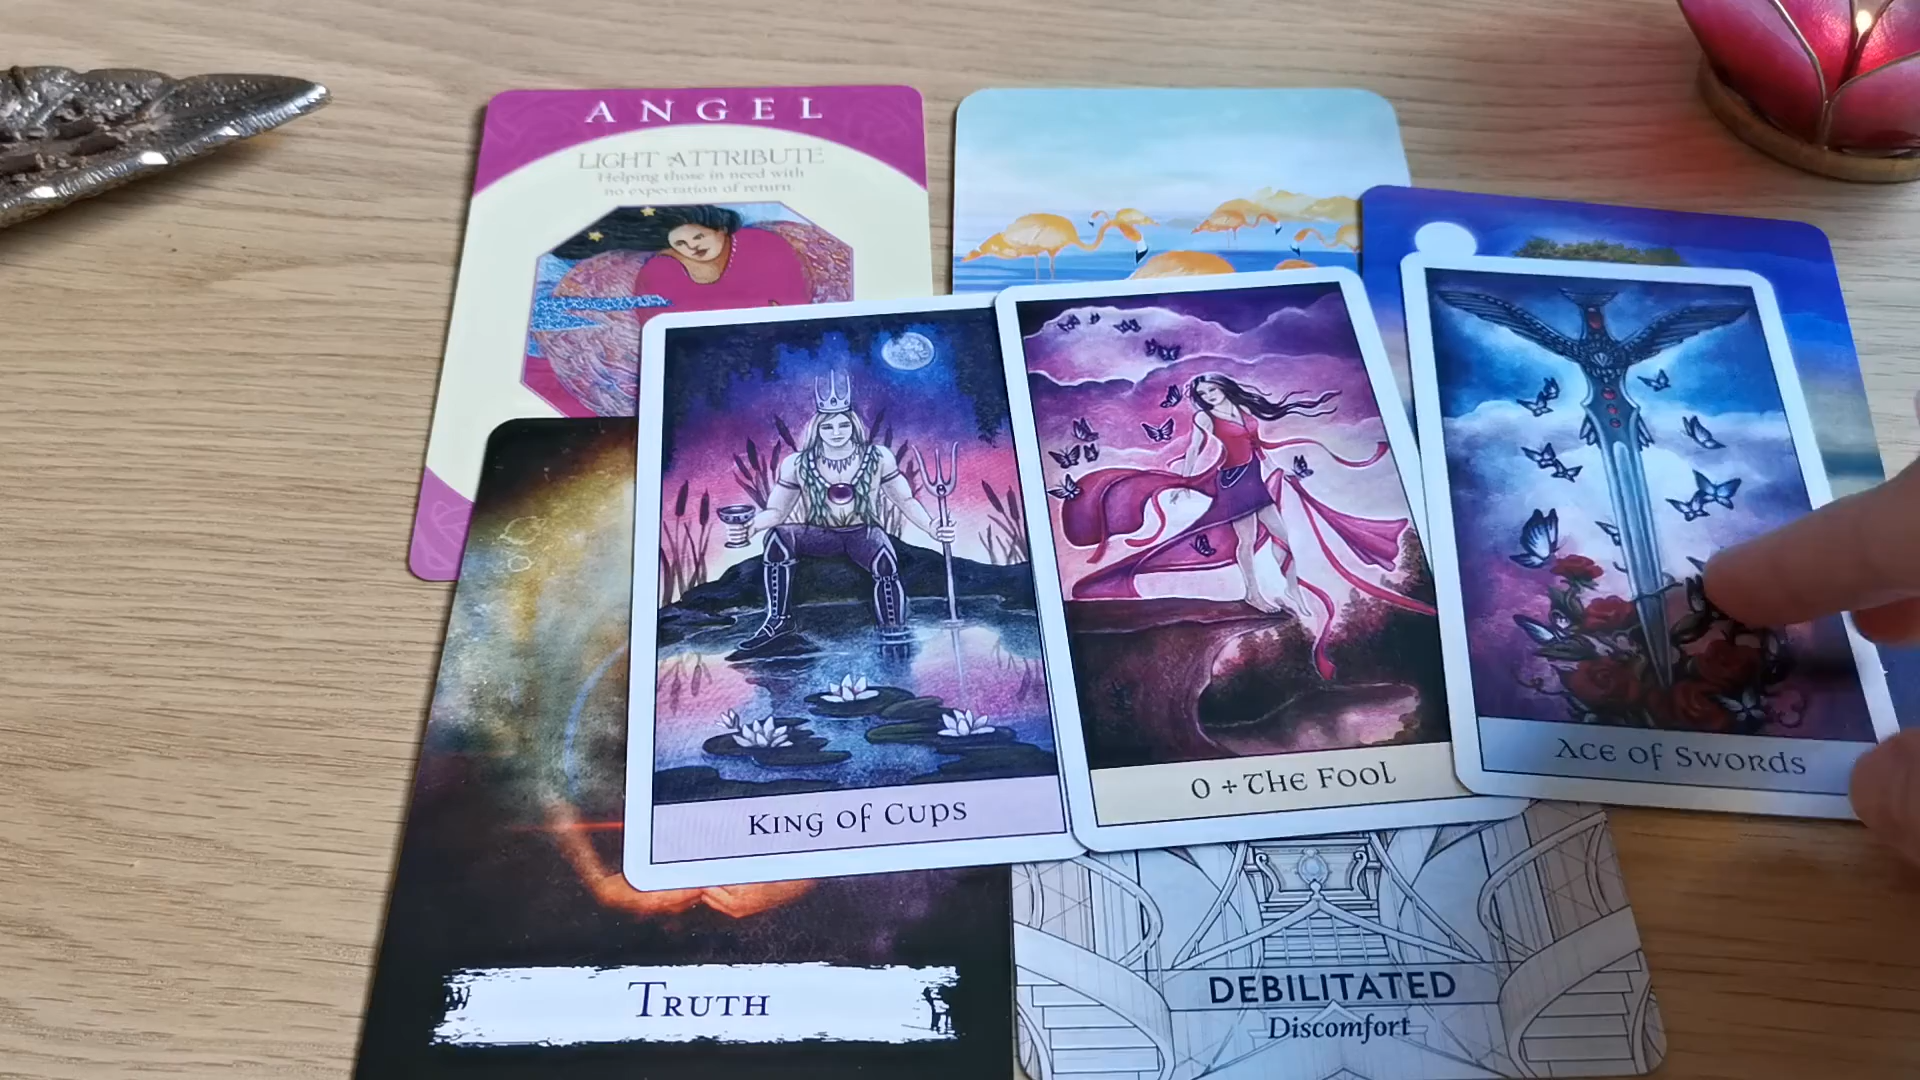 ANGEL
LIGHT ATTRIBUTE
Helping those in need with
no expectation of return.
KING OF CUPS
0 + THE FOOL
ACE OF SWORDS
TRUTH
DEBILITATED
Discomfort